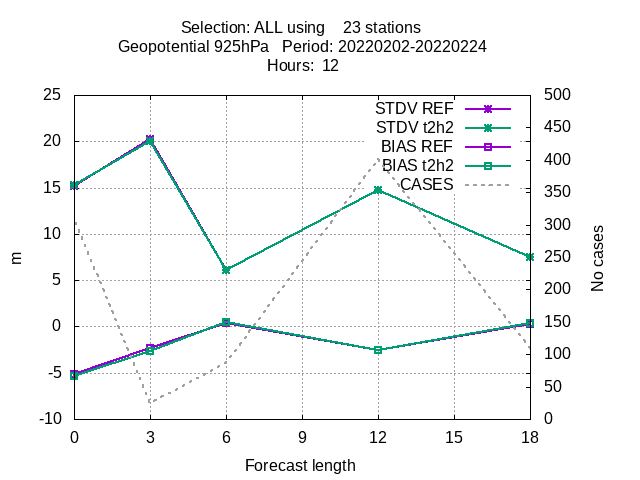 Selection: ALL using    23 stations
Geopotential 925hPa   Period: 20220202-20220224
Hours:  12
25
20
15
10
5
0
-5
-10
m
STDV REF
STDV t2h2
BIAS REF
BIAS t2h2
CASES
500
450
400
350
300
250
200
150
100
50
0
No cases
0 3 6 9 12 15 18
Forecast length